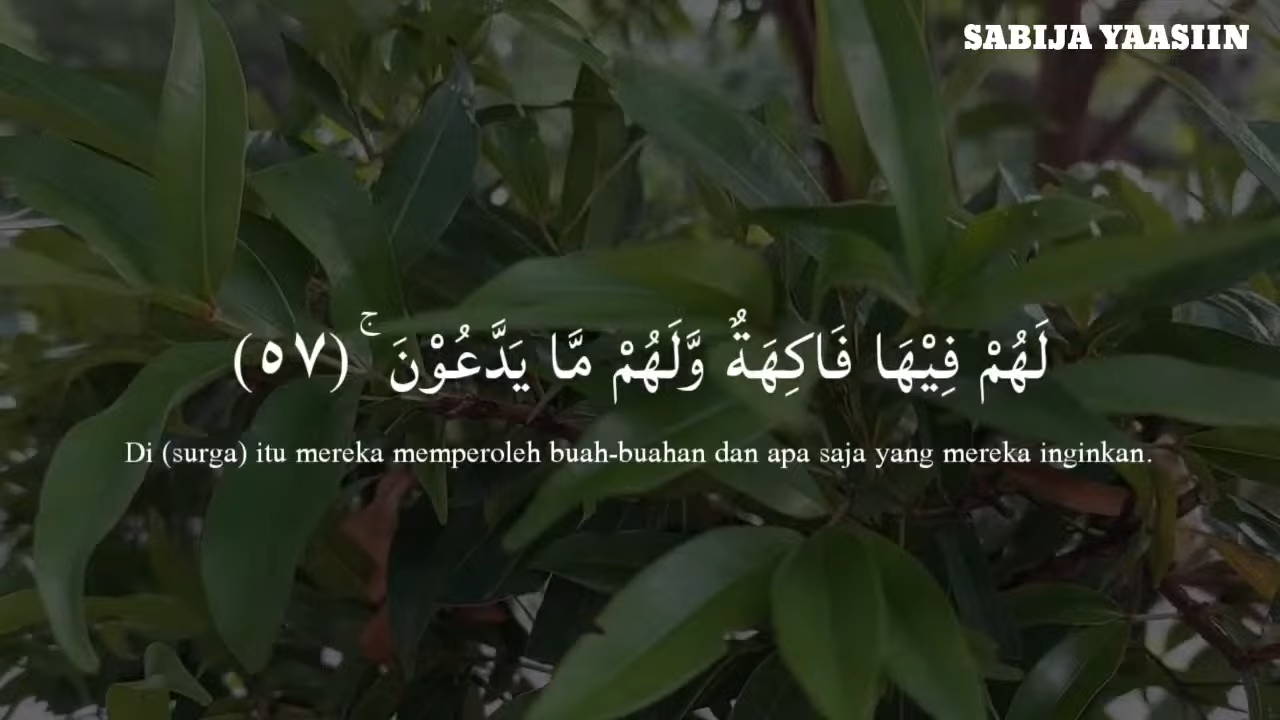 SABIJA YAASIIN
لَهُمْ فِيْهَا فَاكِهَةٌ وَّلَهُمْ مَّا يَدَّعُوْنَ ۚ (٥٧)
Di (surga) itu mereka memperoleh buah-buahan dan apa saja yang mereka inginkan.